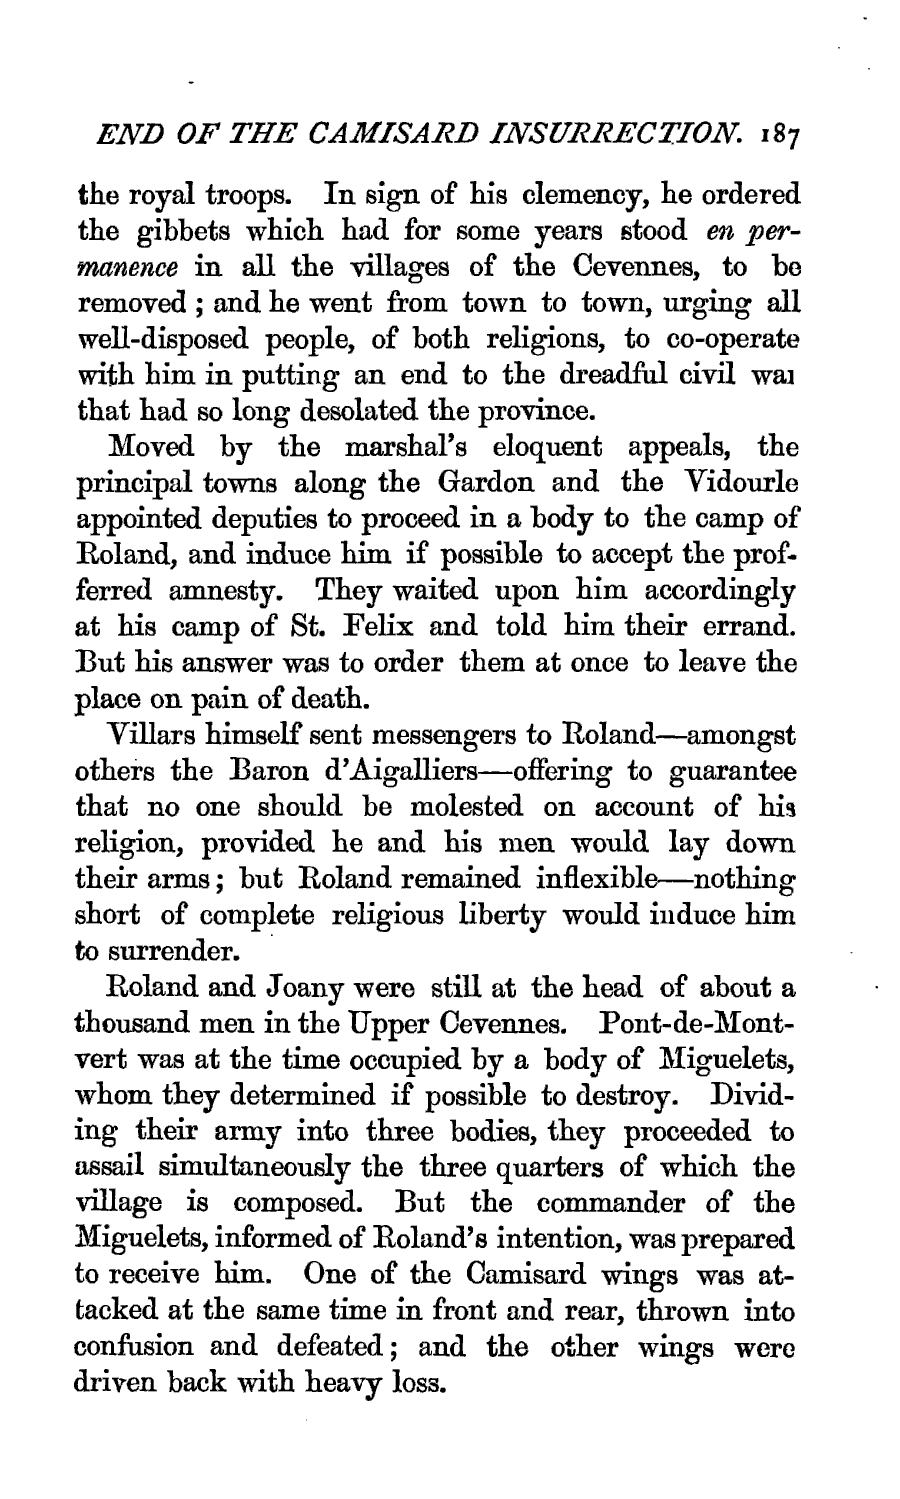 END OF THE CAMISARD INSURRECTION. 187
the royal troops. In sign of his clemency, he ordered
the gibbets which had for some years stood en per-
manence in all the villages of the Cevennes, to be
removed ; and he went from town to town, urging all
well-disposed people, of both religions, to co-operate
with him in putting an end to the dreadful civil war
that had so long desolated the province.
Moved by the marshal's eloquent appeals, the
principal towns along the Gardon and the Vidourle
appointed deputies to proceed in a body to the camp of
Roland, and induce him if possible to accept the prof-
ferred amnesty. They waited upon him accordingly
at his camp of St. Felix and told him their errand.
But his answer was to order them at once to leave the
place on pain of death.
Villars himself sent messengers to Roland—amongst
others the Baron d'Aigalliers—offering to guarantee
that no one should be molested on account of his
religion, provided he and his men would lay down
their arms ; but Roland remained inflexible—nothing
short of complete religious liberty would induce him
to surrender.
Roland and Joany were still at the head of about a
thousand men in the Upper Cevennes. Pont-de-Mont-
vert was at the time occupied by a body of Miguelets,
whom they determined if possible to destroy. Divid-
ing their army into three bodies, they proceeded to
assail simultaneously the three quarters of which the
village is composed. But the commander of the
Miguelets, informed of Roland's intention, was prepared
to receive him. One of the Camisard wings was at-
tacked at the same time in front and rear, thrown into
confusion and defeated ; and the other wings were
driven back with heavy loss.